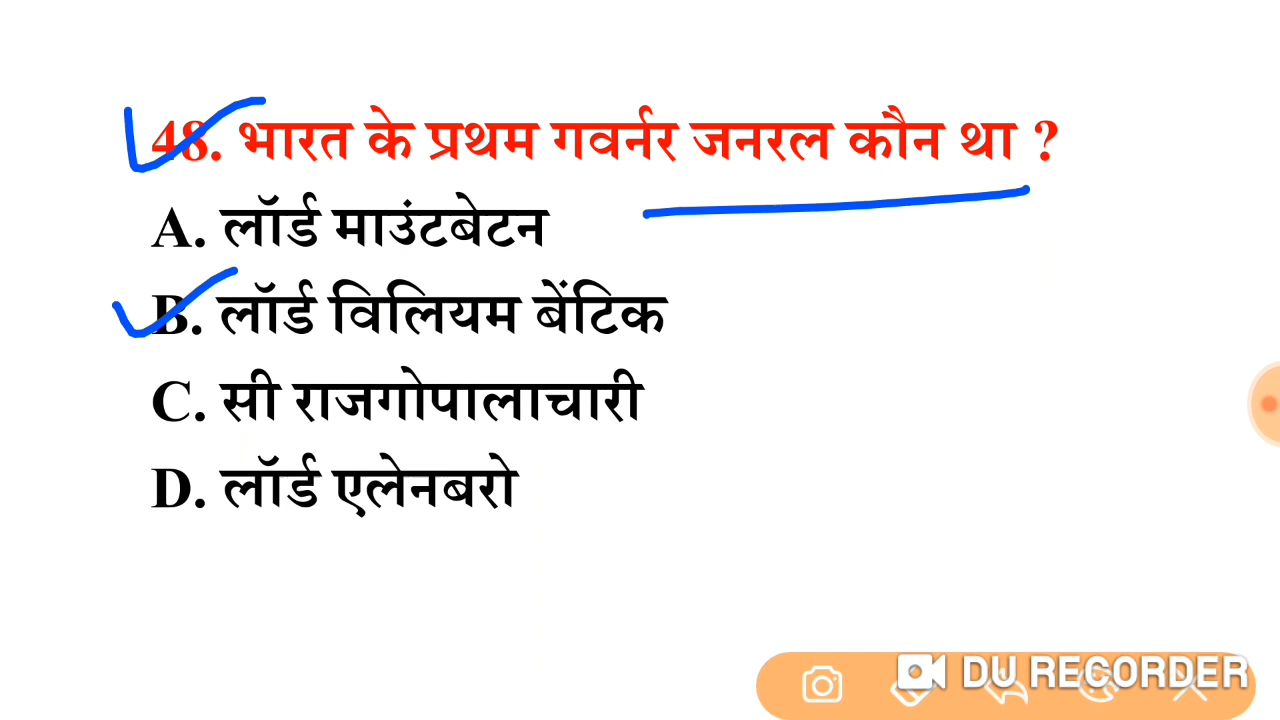 48. भारत के प्रथम गवर्नर जनरल कौन था ?
A. लॉर्ड माउंटबेटन
B. लॉर्ड विलियम बेंटिक
C. सी राजगोपालाचारी
D. लॉर्ड एलेनबरो
DU RECORDER